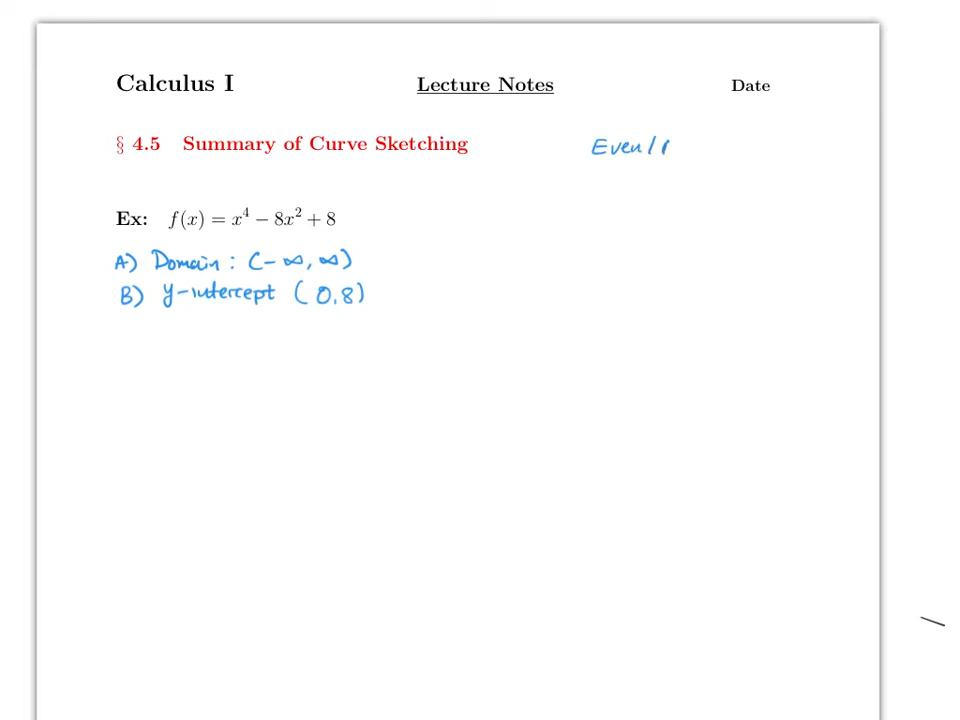 Calculus I Lecture Notes Date
§ 4.5 Summary of Curve Sketching Even/
Ex: f(x) = x⁴ − 8x² + 8
A) Domain : (-∞, ∞)
B) y-intercept (0,8)